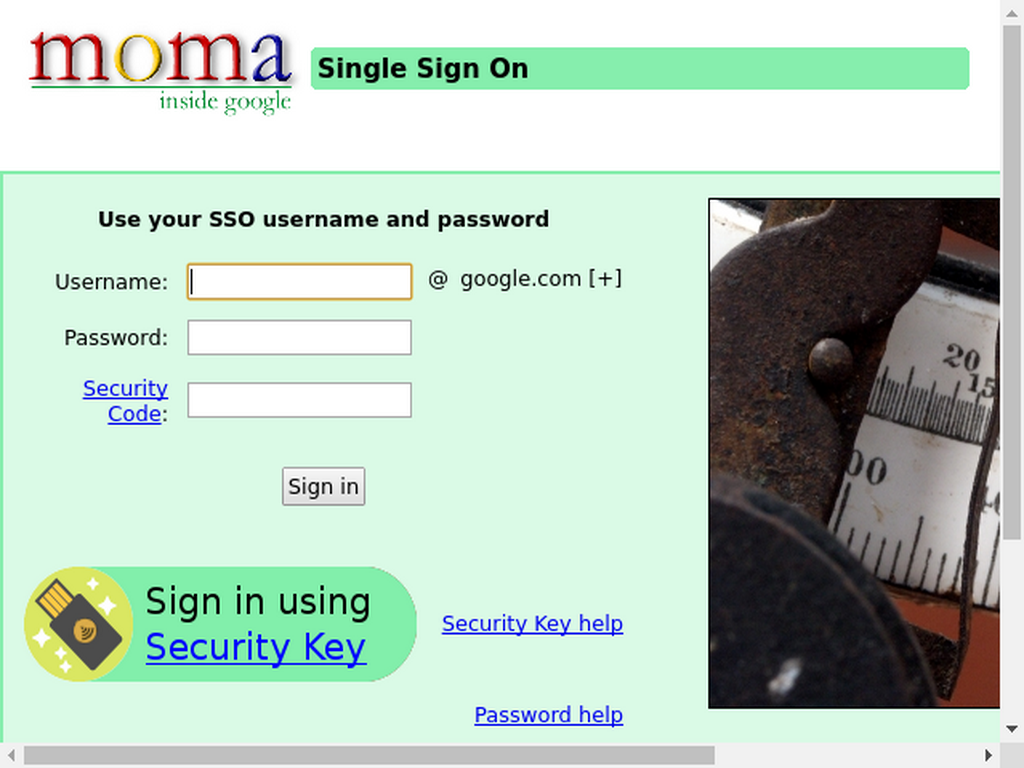 moma
inside google
Single Sign On
Use your SSO username and password
Username:
@ google.com [+]
Password:
Security
Code:
Sign in
Sign in using
Security Key
Security Key help
Password help
20
15
00